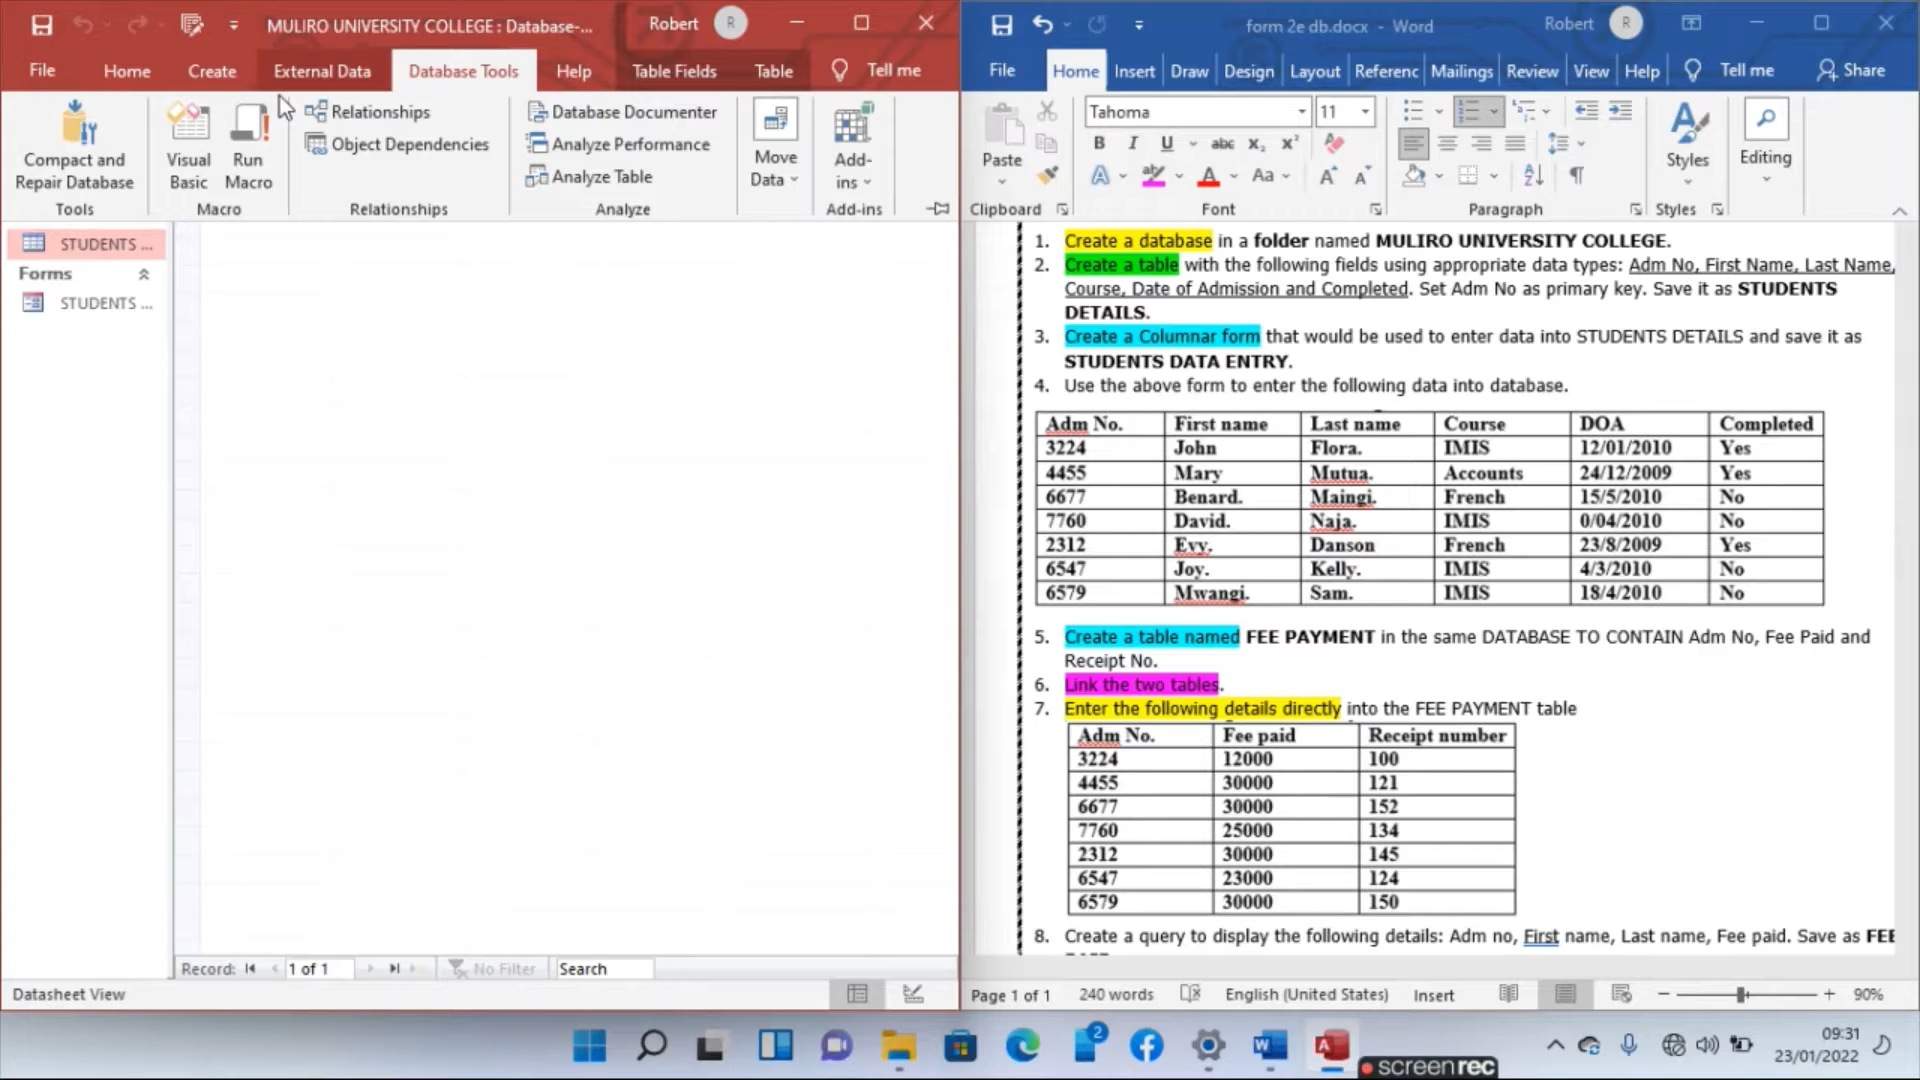 MULIRO UNIVERSITY COLLEGE : Database-...
Robert
R
File
Home
Create
External Data
Database Tools
Help
Table Fields
Table
Tell me
Compact and
Repair Database
Tools
Visual
Basic
Run
Macro
Macro
Relationships
Object Dependencies
Relationships
Database Documenter
Analyze Performance
Analyze Table
Analyze
Move
Data
Add-
ins
Add-ins
STUDENTS ...
Forms
STUDENTS ...
Record:
1 of 1
No Filter
Search
Datasheet View
form 2e db.docx - Word
Robert
R
File
Home
Insert
Draw
Design
Layout
Referenc
Mailings
Review
View
Help
Tell me
Share
Paste
Clipboard
Tahoma
11
B I U abc X₂ X²
A A Aa A A
Font
Paragraph
Styles
Styles
Editing
1. Create a database in a folder named MULIRO UNIVERSITY COLLEGE.
2. Create a table with the following fields using appropriate data types: Adm No, First Name, Last Name,
Course, Date of Admission and Completed. Set Adm No as primary key. Save it as STUDENTS
DETAILS.
3. Create a Columnar form that would be used to enter data into STUDENTS DETAILS and save it as
STUDENTS DATA ENTRY.
4. Use the above form to enter the following data into database.
Adm No. First name Last name Course DOA Completed
3224 John Flora. IMIS 12/01/2010 Yes
4455 Mary Mutua. Accounts 24/12/2009 Yes
6677 Benard. Maingi. French 15/5/2010 No
7760 David. Naja. IMIS 0/04/2010 No
2312 Evy. Danson French 23/8/2009 Yes
6547 Joy. Kelly. IMIS 4/3/2010 No
6579 Mwangi. Sam. IMIS 18/4/2010 No
5. Create a table named FEE PAYMENT in the same DATABASE TO CONTAIN Adm No, Fee Paid and
Receipt No.
6. Link the two tables.
7. Enter the following details directly into the FEE PAYMENT table
Adm No. Fee paid Receipt number
3224 12000 100
4455 30000 121
6677 30000 152
7760 25000 134
2312 30000 145
6547 23000 124
6579 30000 150
8. Create a query to display the following details: Adm no, First name, Last name, Fee paid. Save as FEE
Page 1 of 1
240 words
English (United States)
Insert
90%
2
W
A
09:31
23/01/2022
screenrec